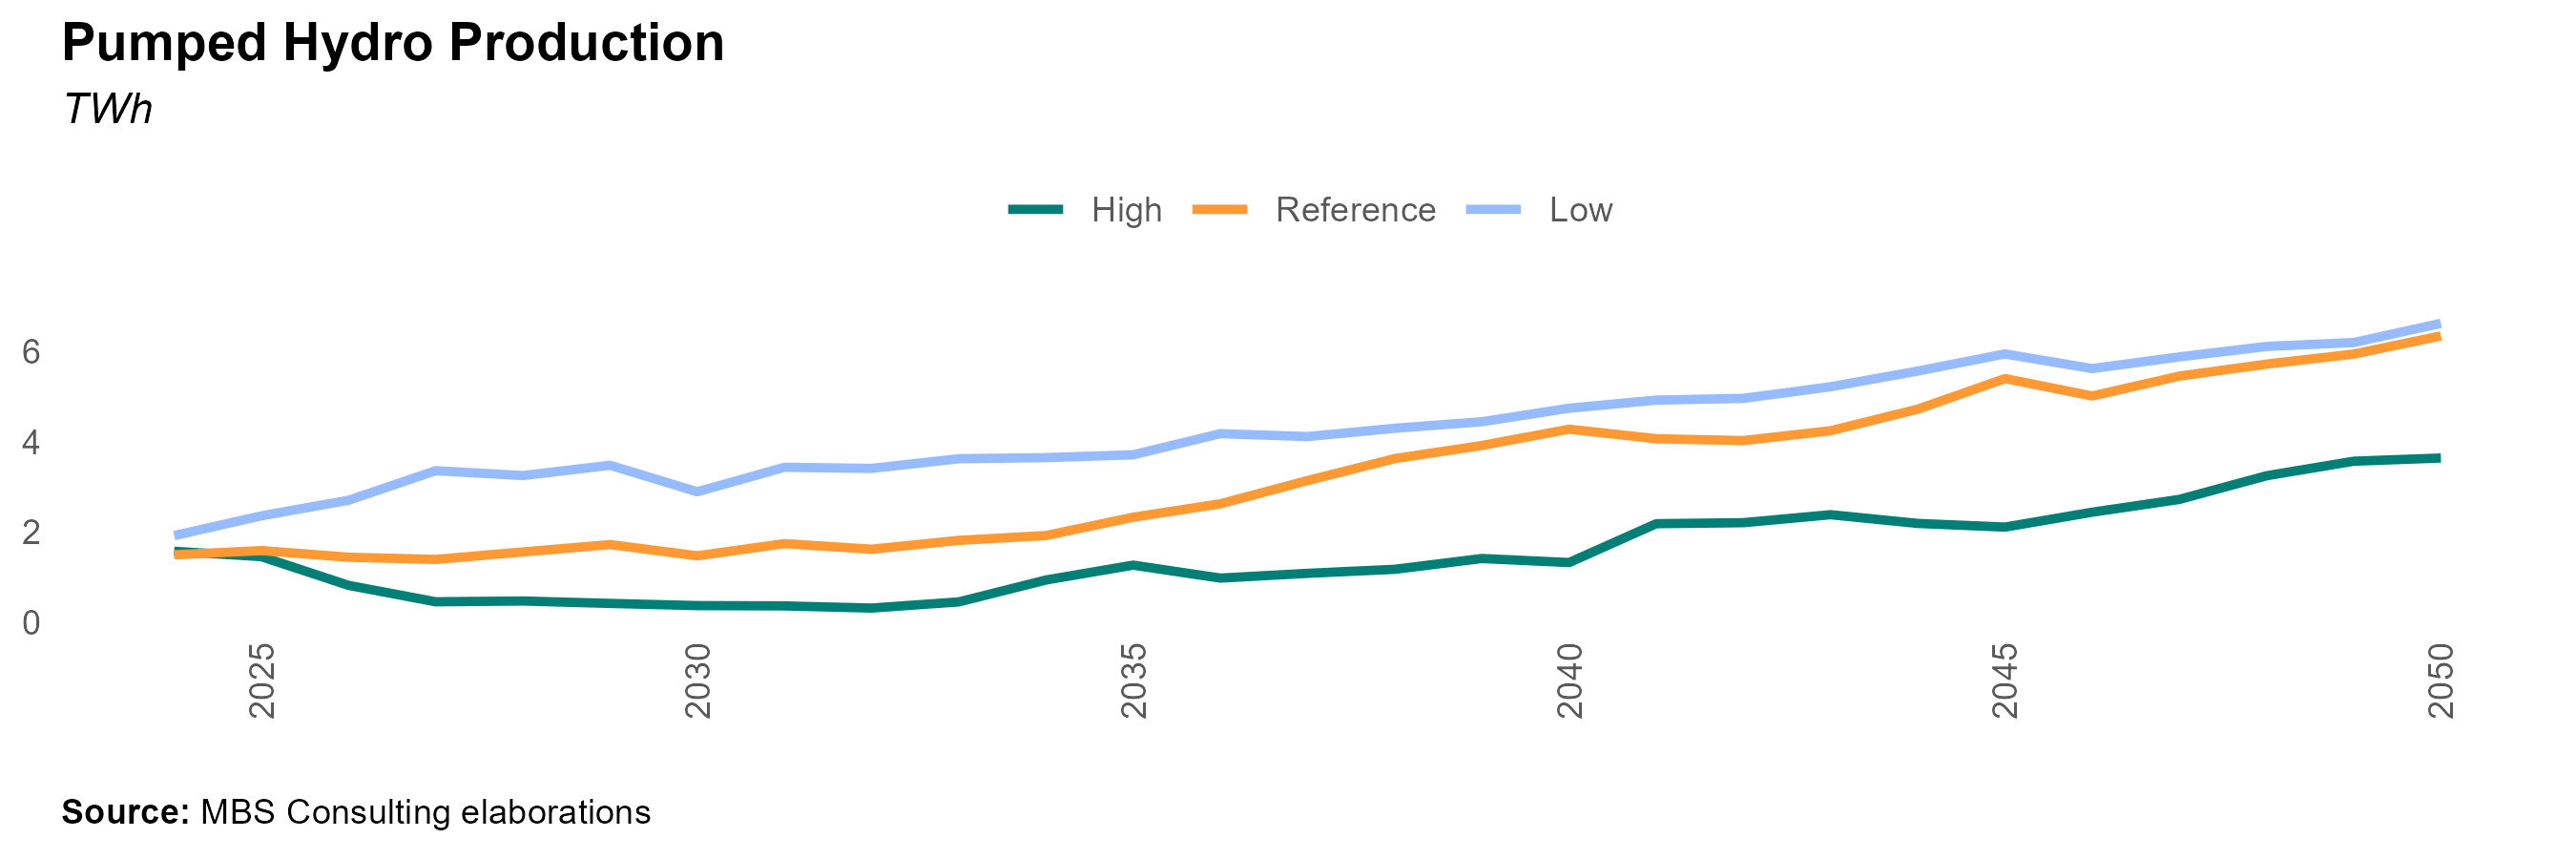 Pumped Hydro Production
TWh
High Reference Low
6
4
2
0
2025 2030 2035 2040 2045 2050
Source: MBS Consulting elaborations